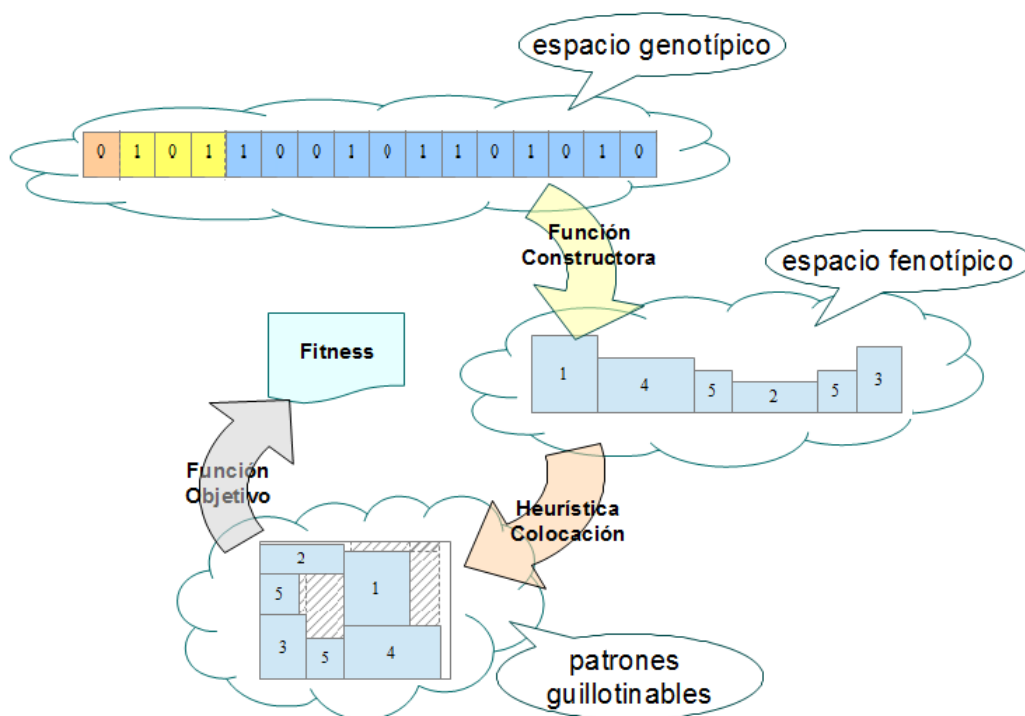 espacio genotípico
0 1 0 1 1 0 0 1 0 1 1 0 1 0 1 0
Función
Constructora
espacio fenotípico
1 4 5 2 5 3
Fitness
Función
Objetivo
Heurística
Colocación
2
5
1
3
5
4
patrones
guillotinables